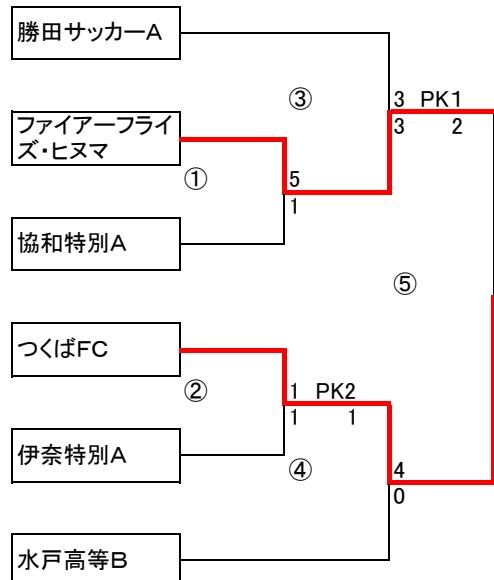 勝田サッカーA
③
3 PK1
ファイアーフライ
ズ・ヒヌマ
3 2
①
5
1
協和特別A
⑤
つくばFC
②
1 PK2
1 1
伊奈特別A
④
4
0
水戸高等B